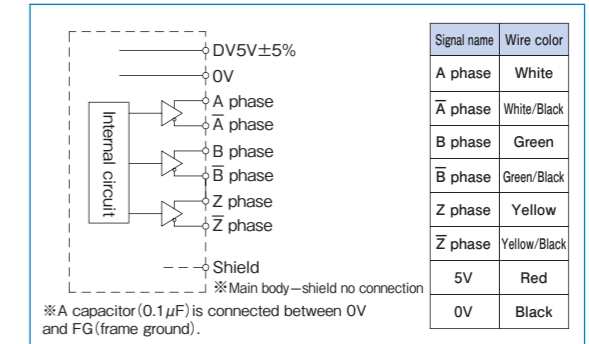 DV5V±5%
0V
A phase
A̅ phase
B phase
B̅ phase
Z phase
Z̅ phase
Internal circuit
Shield
※Main body−shield no connection
※A capacitor(0.1μF)is connected between 0V
and FG(frame ground).
Signal name Wire color
A phase White
A̅ phase White/Black
B phase Green
B̅ phase Green/Black
Z phase Yellow
Z̅ phase Yellow/Black
5V Red
0V Black